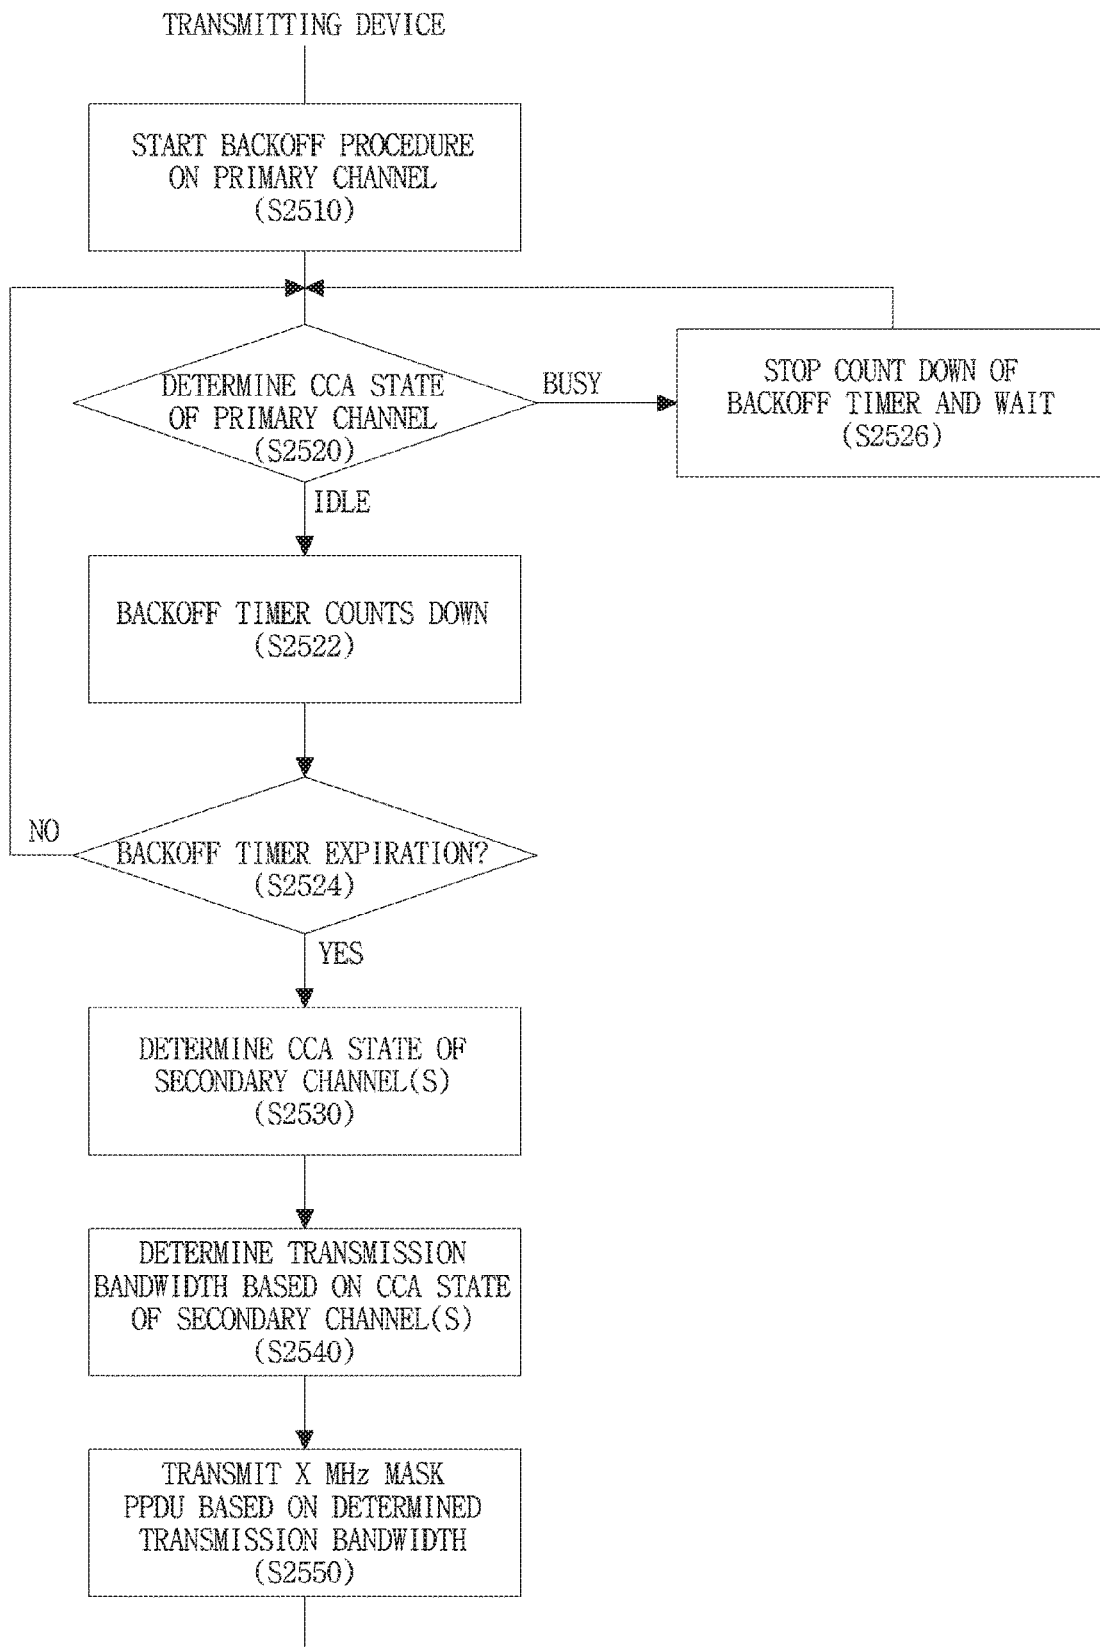 TRANSMITTING DEVICE
START BACKOFF PROCEDURE
ON PRIMARY CHANNEL
(S2510)
DETERMINE CCA STATE
OF PRIMARY CHANNEL
(S2520)
BUSY
STOP COUNT DOWN OF
BACKOFF TIMER AND WAIT
(S2526)
IDLE
BACKOFF TIMER COUNTS DOWN
(S2522)
NO
BACKOFF TIMER EXPIRATION?
(S2524)
YES
DETERMINE CCA STATE OF
SECONDARY CHANNEL(S)
(S2530)
DETERMINE TRANSMISSION
BANDWIDTH BASED ON CCA STATE
OF SECONDARY CHANNEL(S)
(S2540)
TRANSMIT X MHz MASK
PPDU BASED ON DETERMINED
TRANSMISSION BANDWIDTH
(S2550)